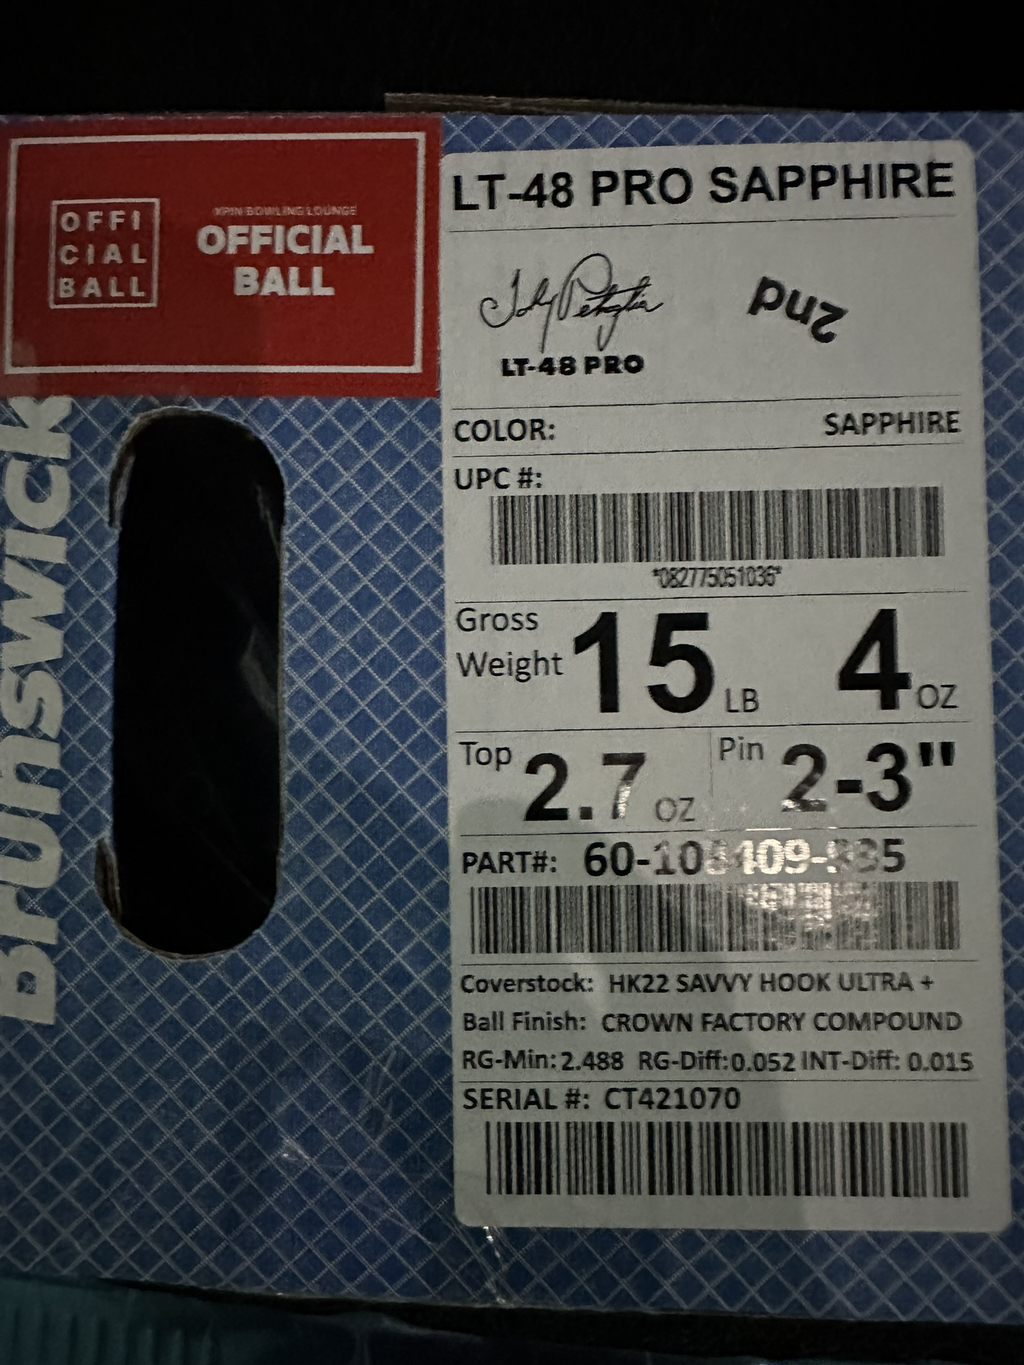 OFFI
CIAL
BALL
XPIN BOWLING LOUNGE
OFFICIAL
BALL
Brunswick
LT-48 PRO SAPPHIRE
2nd
LT-48 PRO
COLOR: SAPPHIRE
UPC #:
*082775051036*
Gross
Weight 15 LB 4 OZ
Top 2.7 OZ Pin 2-3"
PART#:
Coverstock: HK22 SAVVY HOOK ULTRA +
Ball Finish: CROWN FACTORY COMPOUND
RG-Min: 2.488 RG-Diff: 0.052 INT-Diff: 0.015
SERIAL #: CT421070